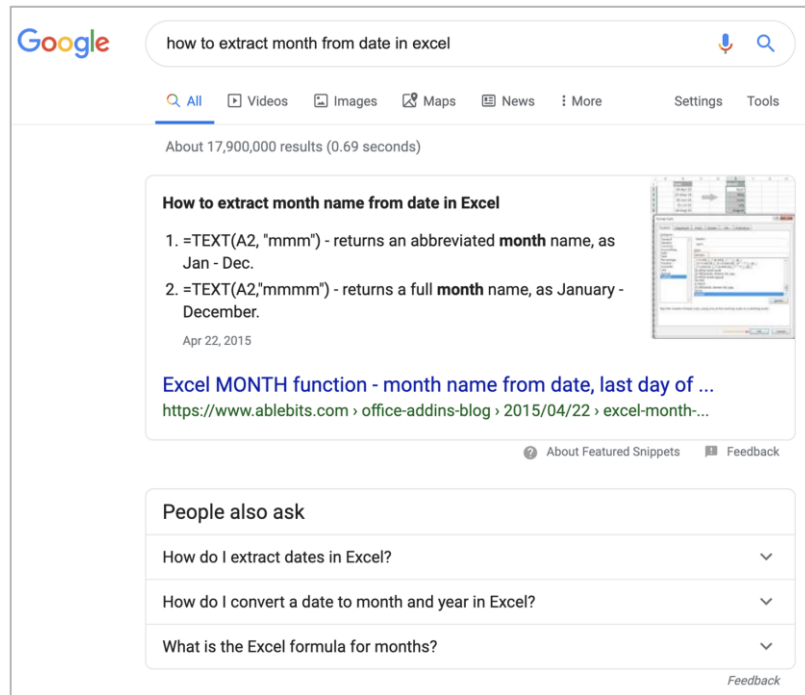 Google
how to extract month from date in excel
All Videos Images Maps News More Settings Tools
About 17,900,000 results (0.69 seconds)
How to extract month name from date in Excel
1. =TEXT(A2, "mmm") - returns an abbreviated month name, as
Jan - Dec.
2. =TEXT(A2,"mmmm") - returns a full month name, as January -
December.
Apr 22, 2015
Excel MONTH function - month name from date, last day of ...
https://www.ablebits.com › office-addins-blog › 2015/04/22 › excel-month-...
About Featured Snippets Feedback
People also ask
How do I extract dates in Excel?
How do I convert a date to month and year in Excel?
What is the Excel formula for months?
Feedback